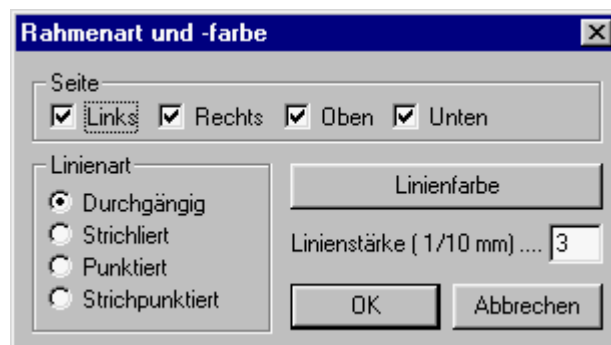 Rahmenart und -farbe
Seite
Links Rechts Oben Unten
Linienart
Durchgängig
Strichliert
Punktiert
Strichpunktiert
Linienfarbe
Linienstärke ( 1/10 mm) .... 3
OK Abbrechen